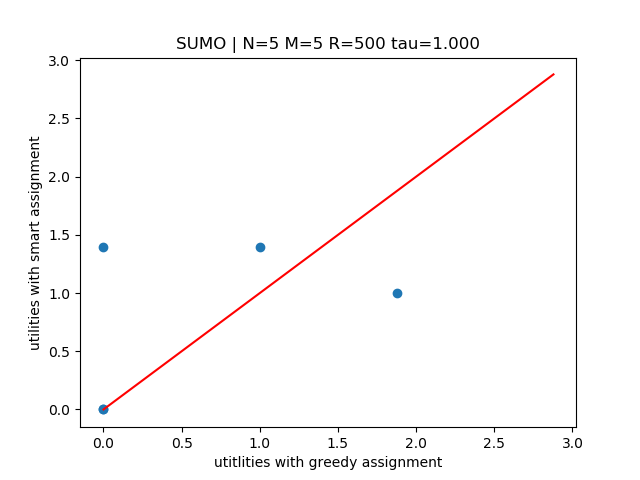 SUMO | N=5 M=5 R=500 tau=1.000
3.0
2.5
2.0
1.5
1.0
0.5
0.0
utilities with smart assignment
0.0 0.5 1.0 1.5 2.0 2.5 3.0
utitlities with greedy assignment